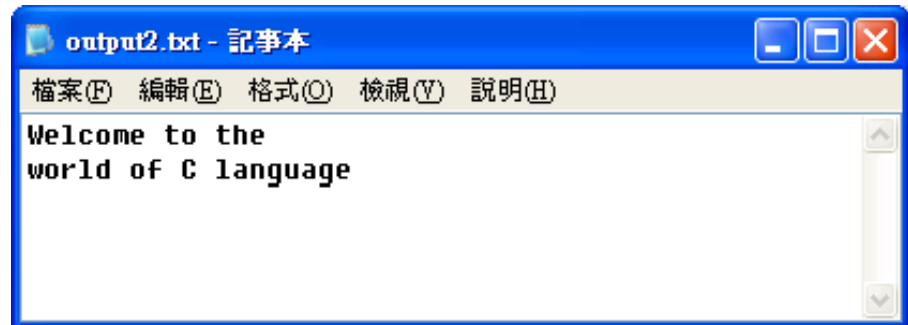 output2.txt - 記事本
檔案(F) 編輯(E) 格式(O) 檢視(V) 說明(H)
Welcome to the
world of C language